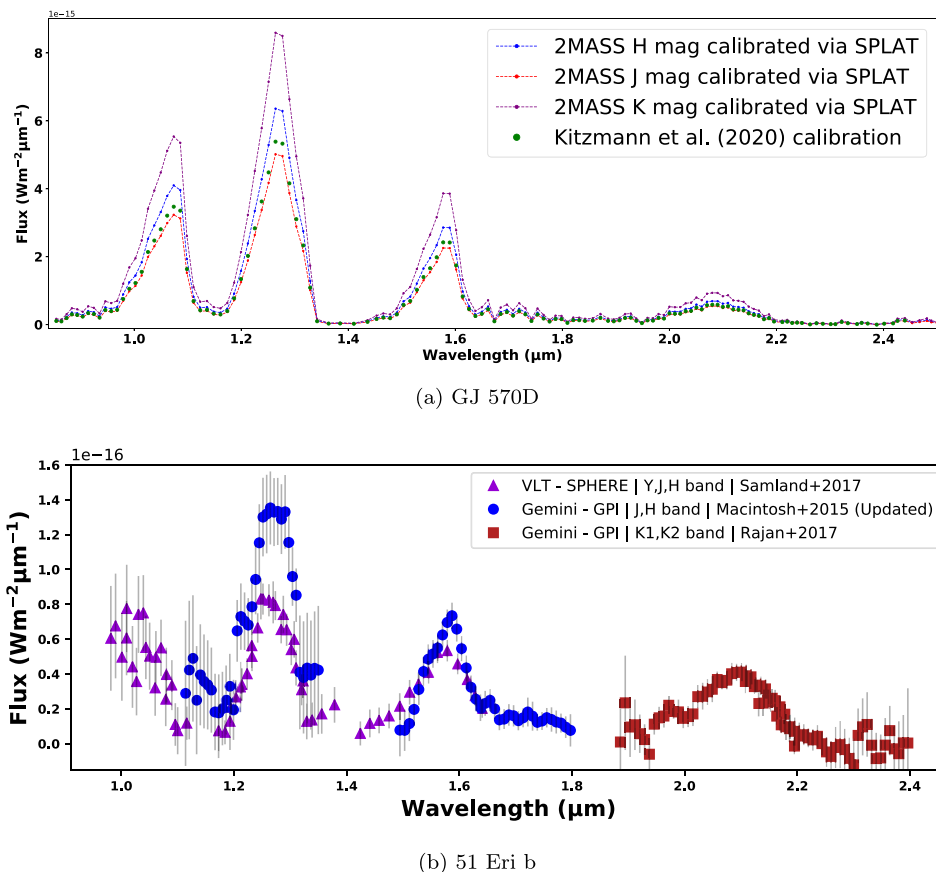 1e−15
2MASS H mag calibrated via SPLAT
2MASS J mag calibrated via SPLAT
2MASS K mag calibrated via SPLAT
Kitzmann et al. (2020) calibration
Flux (Wm⁻²μm⁻¹)
8
6
4
2
0
1.0 1.2 1.4 1.6 1.8 2.0 2.2 2.4
Wavelength (μm)
(a) GJ 570D
1e−16
VLT - SPHERE | Y,J,H band | Samland+2017
Gemini - GPI | J,H band | Macintosh+2015 (Updated)
Gemini - GPI | K1,K2 band | Rajan+2017
Flux (Wm⁻²μm⁻¹)
1.6
1.4
1.2
1.0
0.8
0.6
0.4
0.2
0.0
1.0 1.2 1.4 1.6 1.8 2.0 2.2 2.4
Wavelength (μm)
(b) 51 Eri b